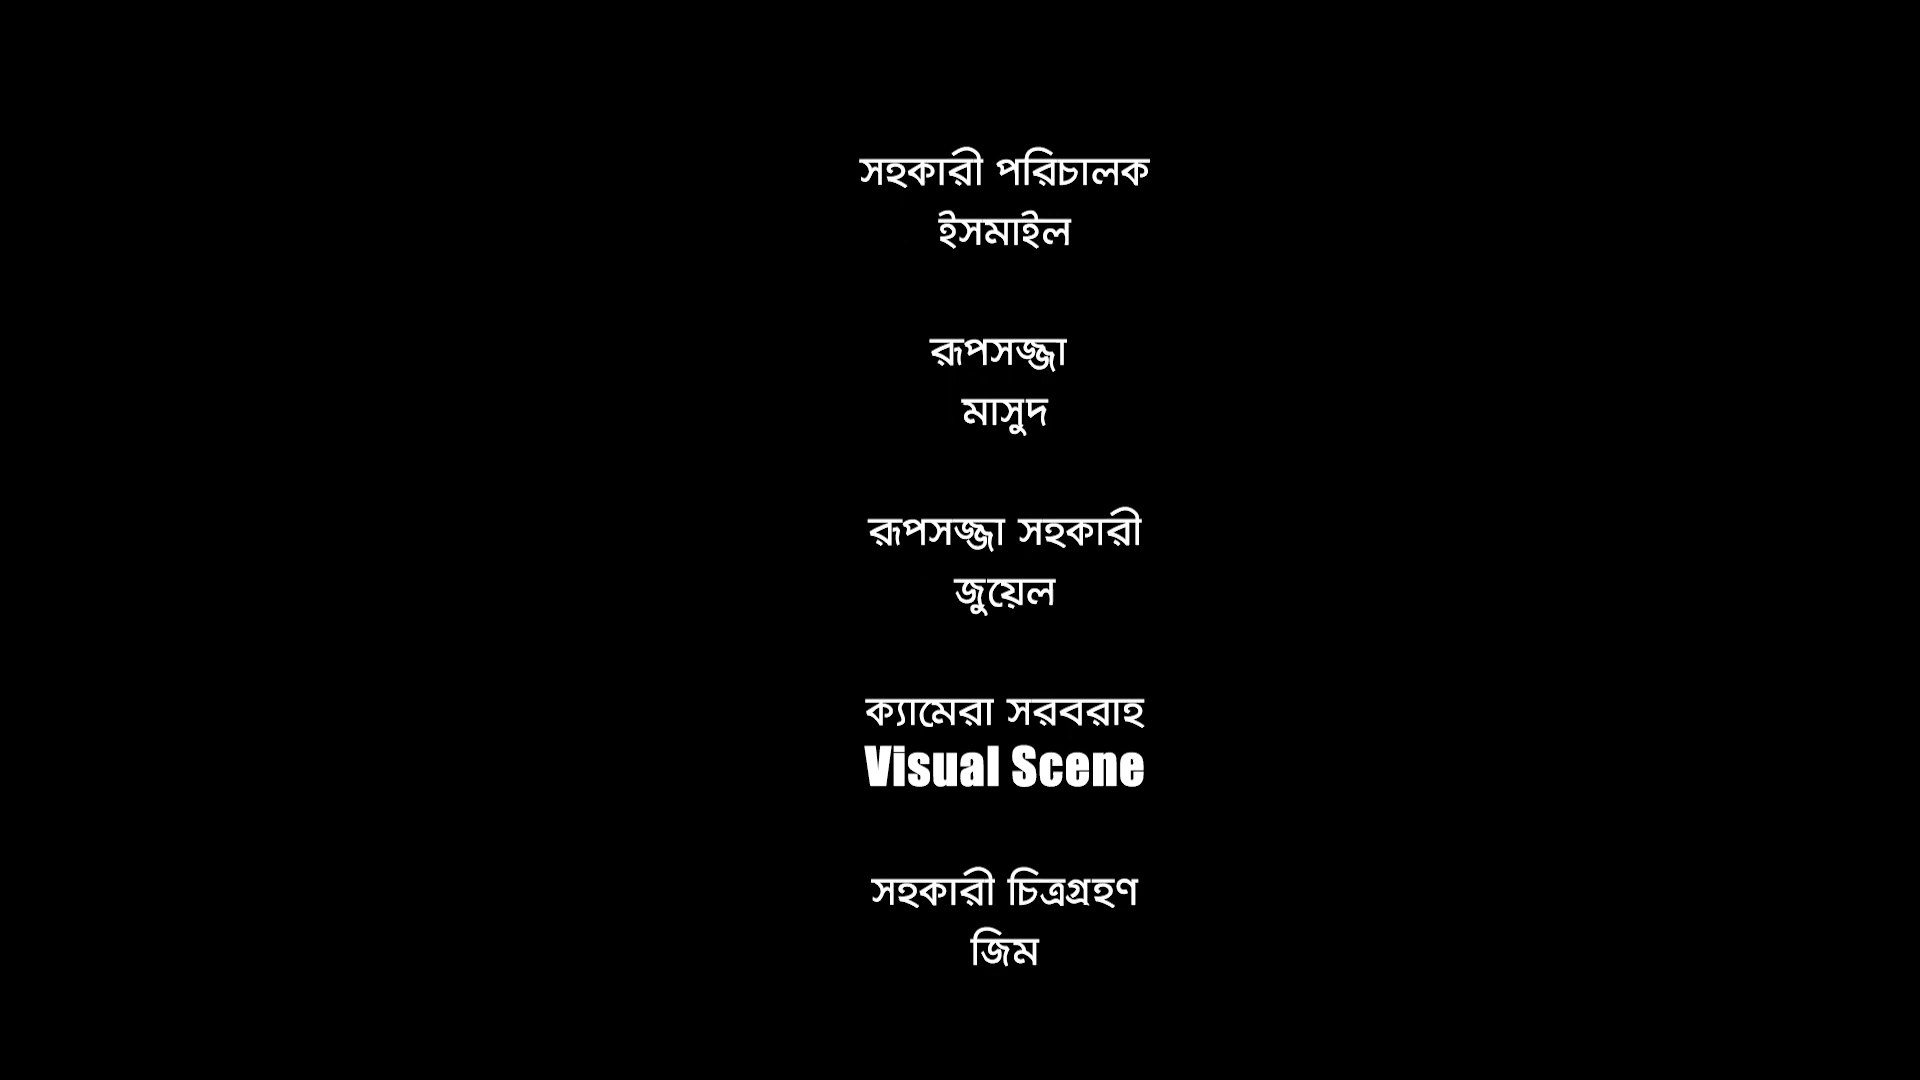 সহকারী পরিচালক
ইসমাইল
রূপসজ্জা
মাসুদ
রূপসজ্জা সহকারী
জুয়েল
ক্যামেরা সরবরাহ
Visual Scene
সহকারী চিত্রগ্রহণ
জিম